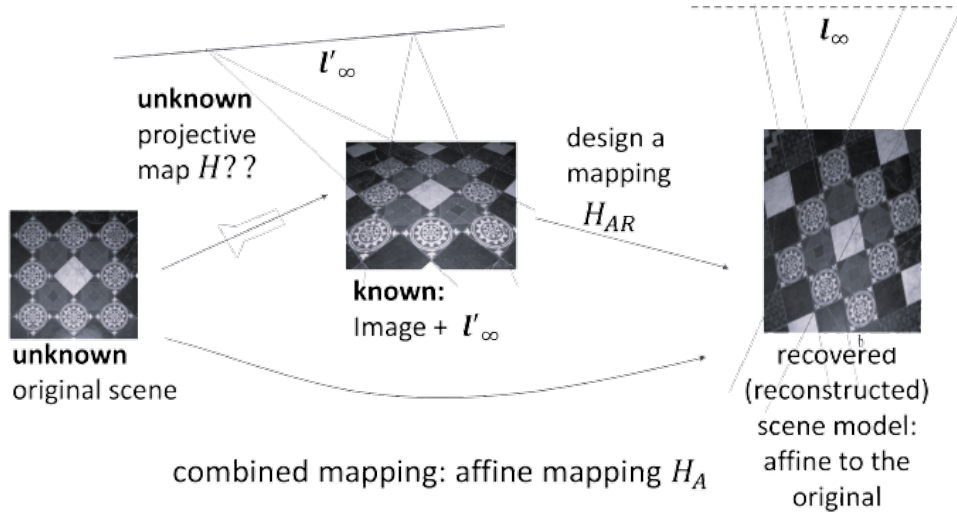 l'∞
l∞
unknown
projective
map H??
design a
mapping
H_AR
unknown
original scene
known:
Image + l'∞
b
recovered
(reconstructed)
scene model:
affine to the
original
combined mapping: affine mapping H_A